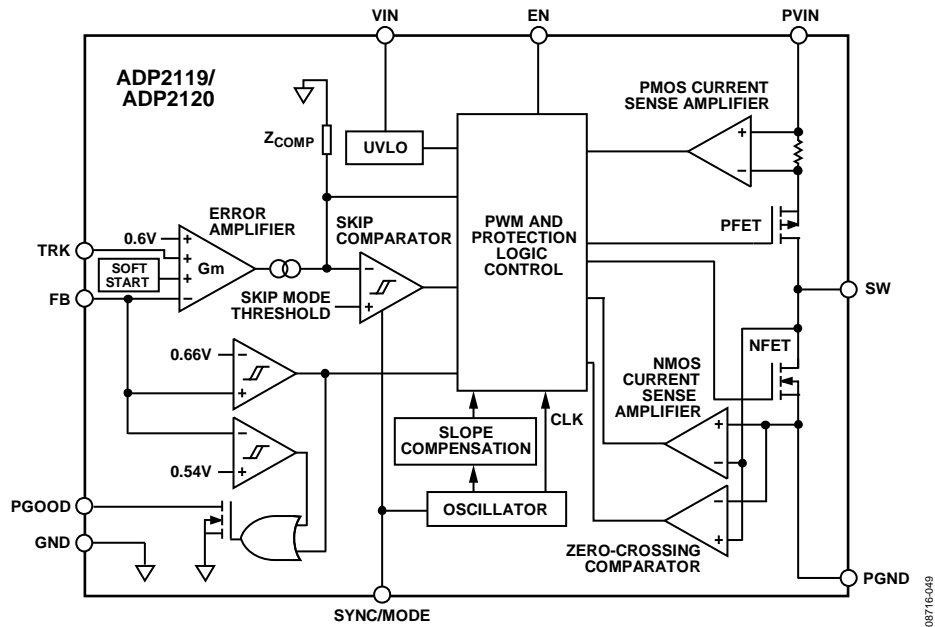 VIN
EN
PVIN
ADP2119/
ADP2120
PMOS CURRENT
SENSE AMPLIFIER
+
−
ZCOMP
UVLO
ERROR
AMPLIFIER
SKIP
COMPARATOR
PWM AND
PROTECTION
LOGIC
CONTROL
PFET
TRK
0.6V
+
+
+
−
Gm
SOFT
START
−
+
SKIP MODE
THRESHOLD
FB
SW
NFET
0.66V
−
+
NMOS
CURRENT
SENSE
AMPLIFIER
+
−
CLK
SLOPE
COMPENSATION
−
+
0.54V
OSCILLATOR
−
+
ZERO-CROSSING
COMPARATOR
PGOOD
GND
PGND
SYNC/MODE
08716-049